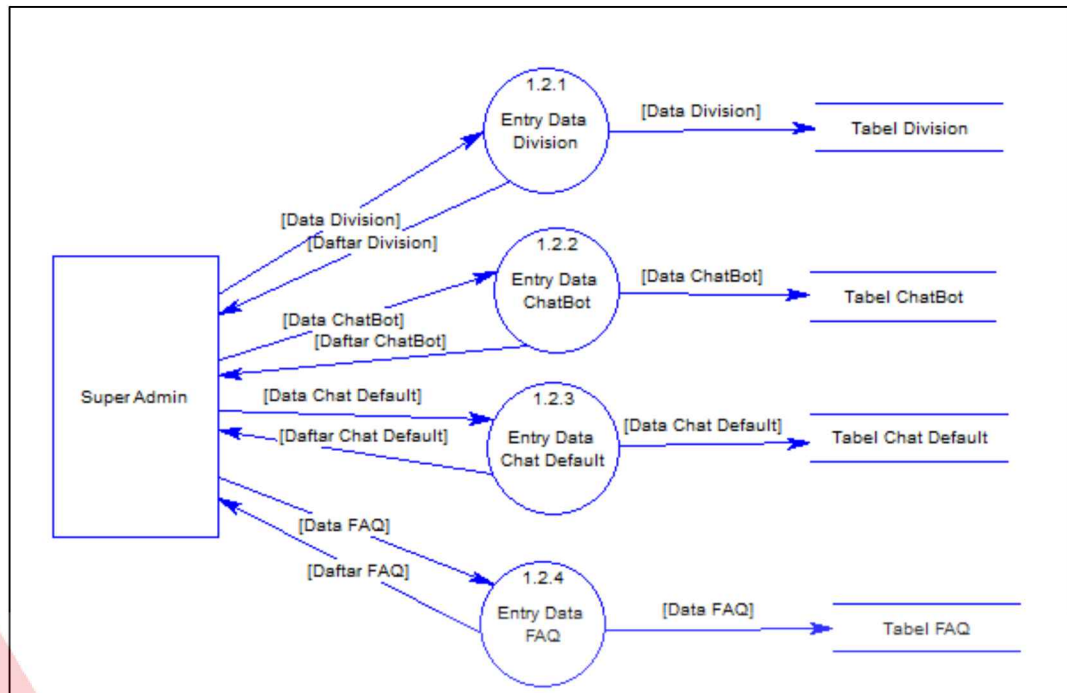 1.2.1
Entry Data
Division
[Data Division]
Tabel Division
[Data Division]
[Daftar Division]
1.2.2
Entry Data
ChatBot
[Data ChatBot]
Tabel ChatBot
[Data ChatBot]
[Daftar ChatBot]
Super Admin
[Data Chat Default]
[Daftar Chat Default]
1.2.3
Entry Data
Chat Default
[Data Chat Default]
Tabel Chat Default
[Data FAQ]
[Daftar FAQ]
1.2.4
Entry Data
FAQ
[Data FAQ]
Tabel FAQ